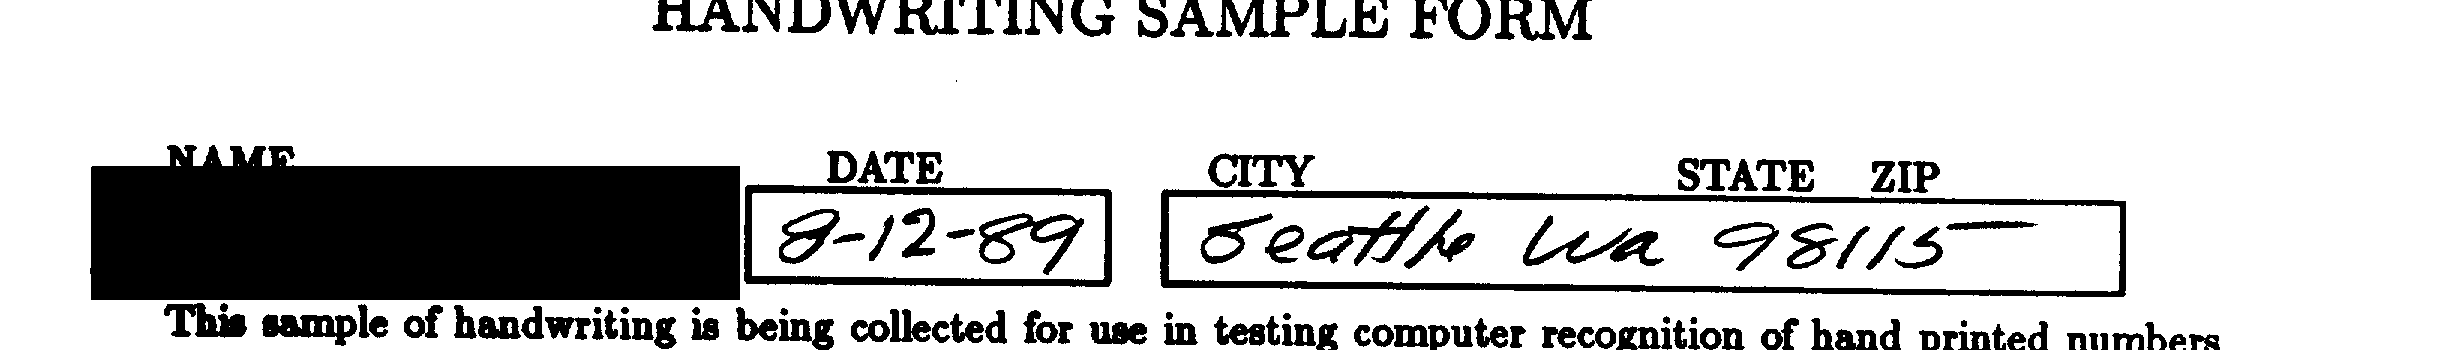 HANDWRITING SAMPLE FORM
NAME DATE CITY STATE ZIP
8-12-89 Seattle Wa 98115
This sample of handwriting is being collected for use in testing computer recognition of hand printed numbers